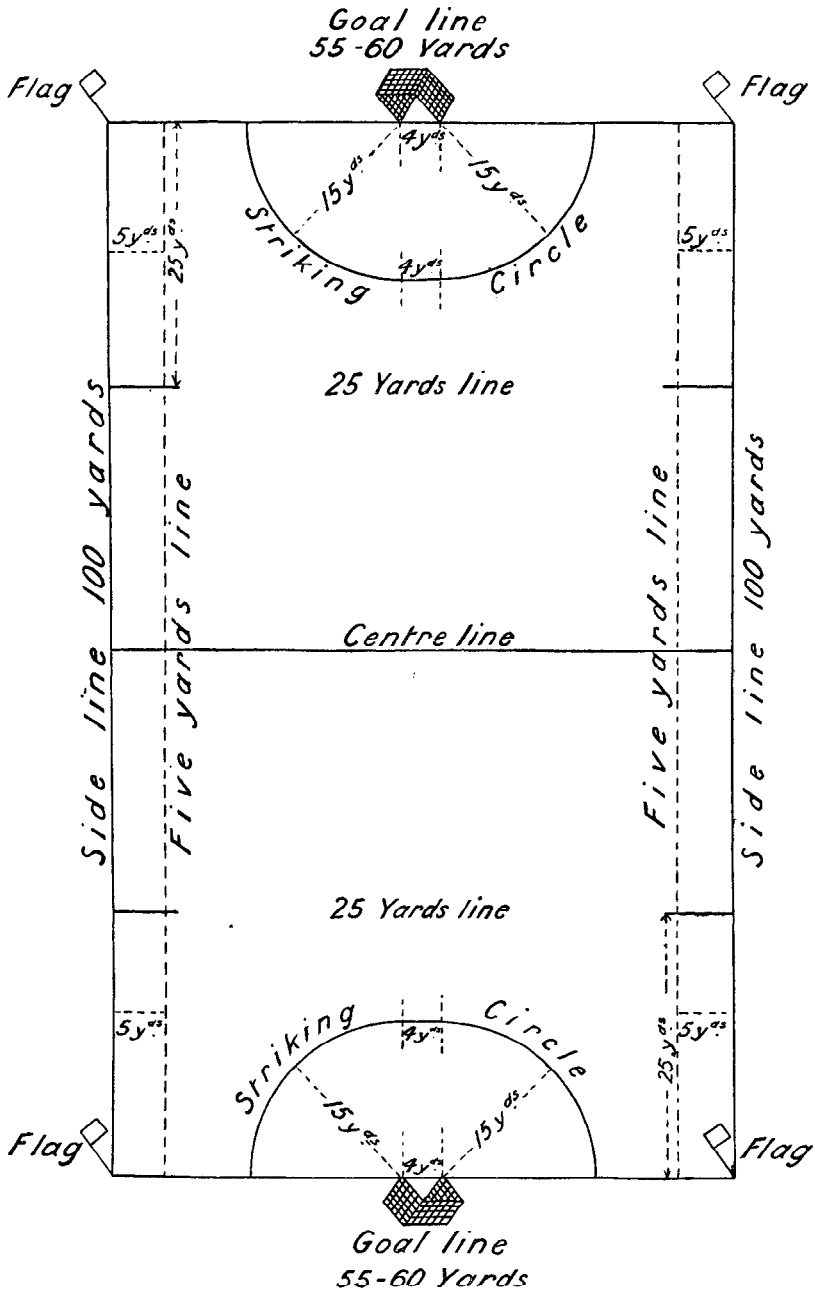 Goal line
55-60 Yards
Flag
Flag
4yds
15yds
15yds
5yds
25yds
5yds
4yds
Striking Circle
25 Yards line
Side line 100 yards
Five yards line
Five yards line
Side line 100 yards
Centre line
25 Yards line
Striking Circle
5yds
4yds
25yds
5yds
15yds
15yds
4yds
Flag
Flag
Goal line
55-60 Yards